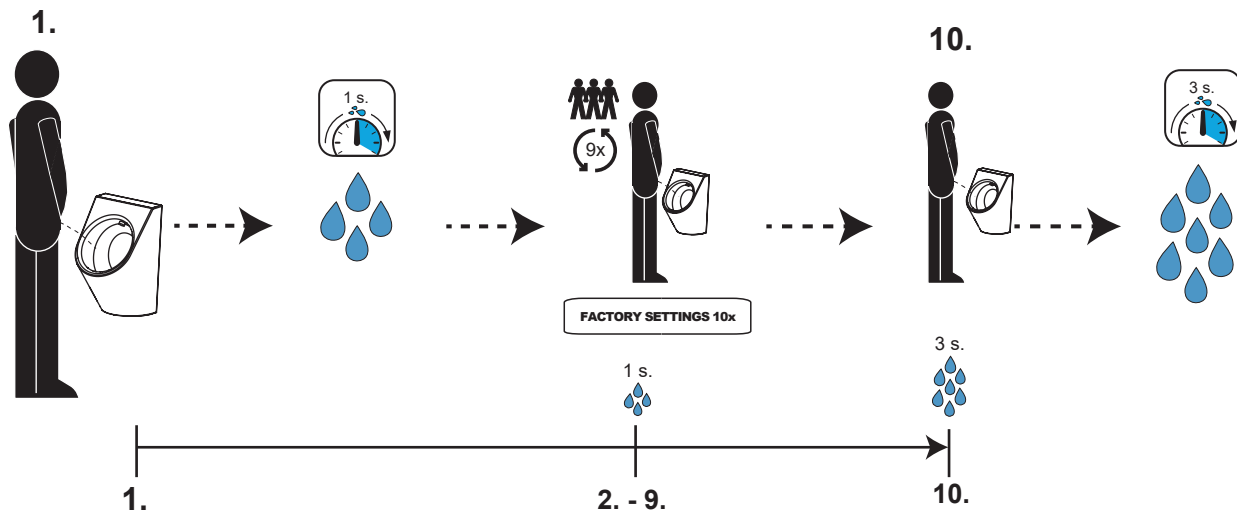 1.
10.
1 s.
3 s.
9x
FACTORY SETTINGS 10x
1 s.
3 s.
1.
2. - 9.
10.